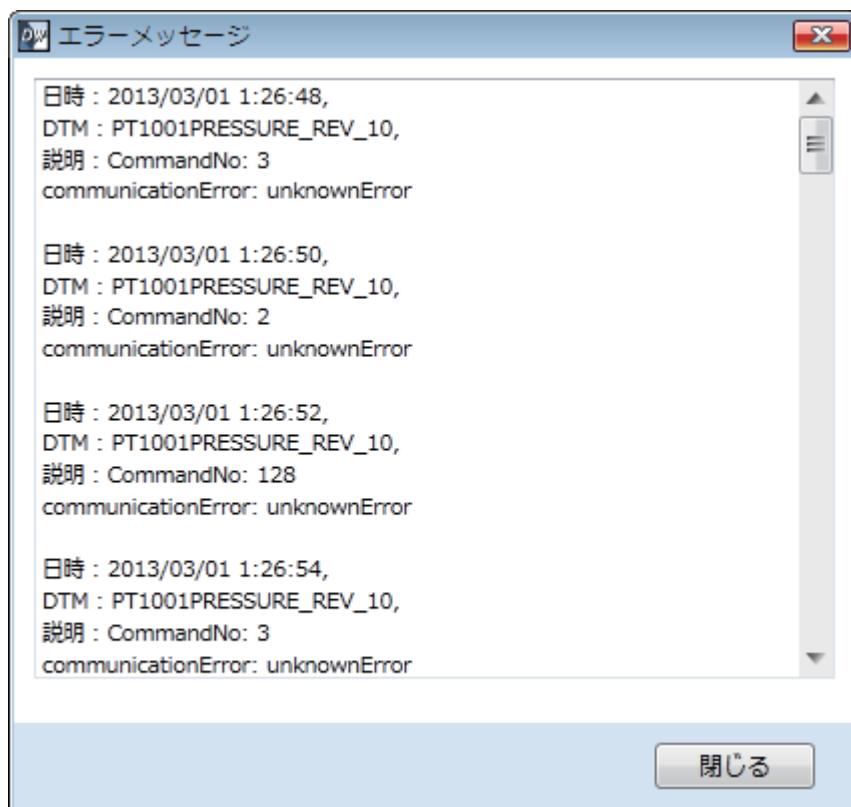 DW エラーメッセージ
日時 : 2013/03/01 1:26:48,
DTM : PT1001PRESSURE_REV_10,
説明 : CommandNo: 3
communicationError: unknownError
日時 : 2013/03/01 1:26:50,
DTM : PT1001PRESSURE_REV_10,
説明 : CommandNo: 2
communicationError: unknownError
日時 : 2013/03/01 1:26:52,
DTM : PT1001PRESSURE_REV_10,
説明 : CommandNo: 128
communicationError: unknownError
日時 : 2013/03/01 1:26:54,
DTM : PT1001PRESSURE_REV_10,
説明 : CommandNo: 3
communicationError: unknownError
閉じる